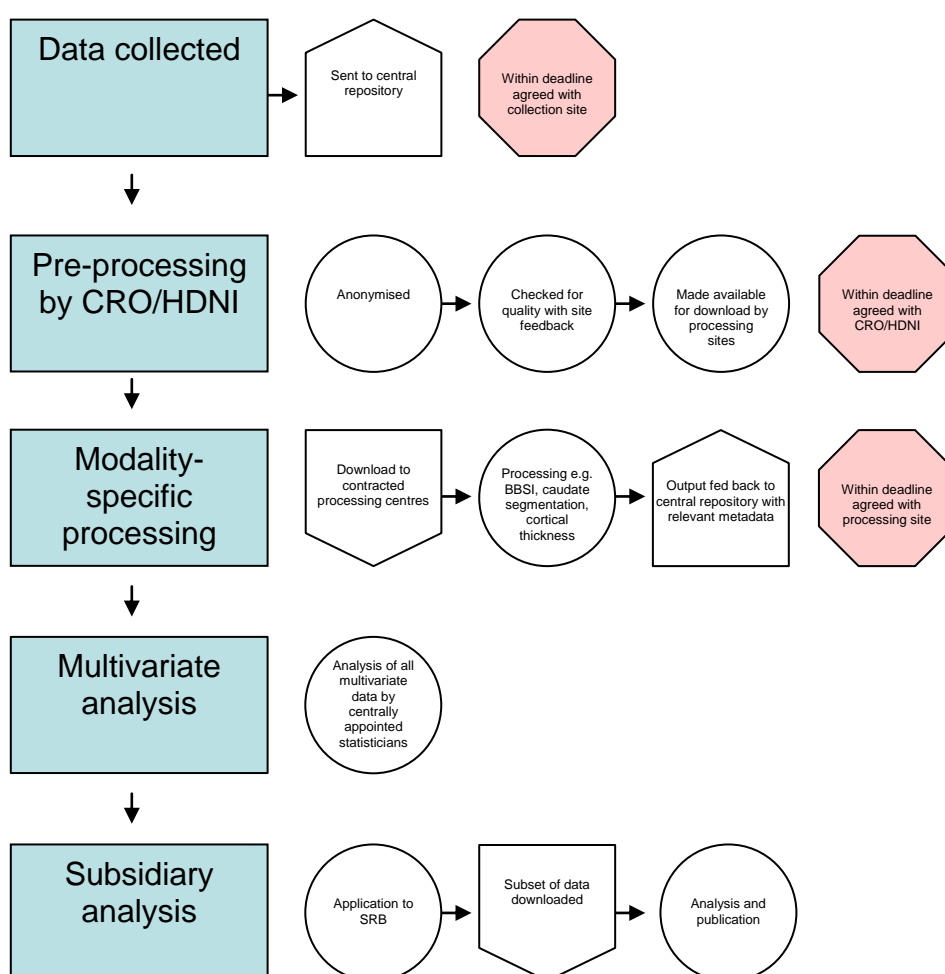 Data collected
Sent to central
repository
Within deadline
agreed with
collection site
Pre-processing
by CRO/HDNI
Anonymised
Checked for
quality with site
feedback
Made available
for download by
processing
sites
Within deadline
agreed with
CRO/HDNI
Modality-
specific
processing
Download to
contracted
processing centres
Processing e.g.
BBSI, caudate
segmentation,
cortical
thickness
Output fed back to
central repository with
relevant metadata
Within deadline
agreed with
processing site
Multivariate
analysis
Analysis of all
multivariate
data by
centrally
appointed
statisticians
Subsidiary
analysis
Application to
SRB
Subset of data
downloaded
Analysis and
publication